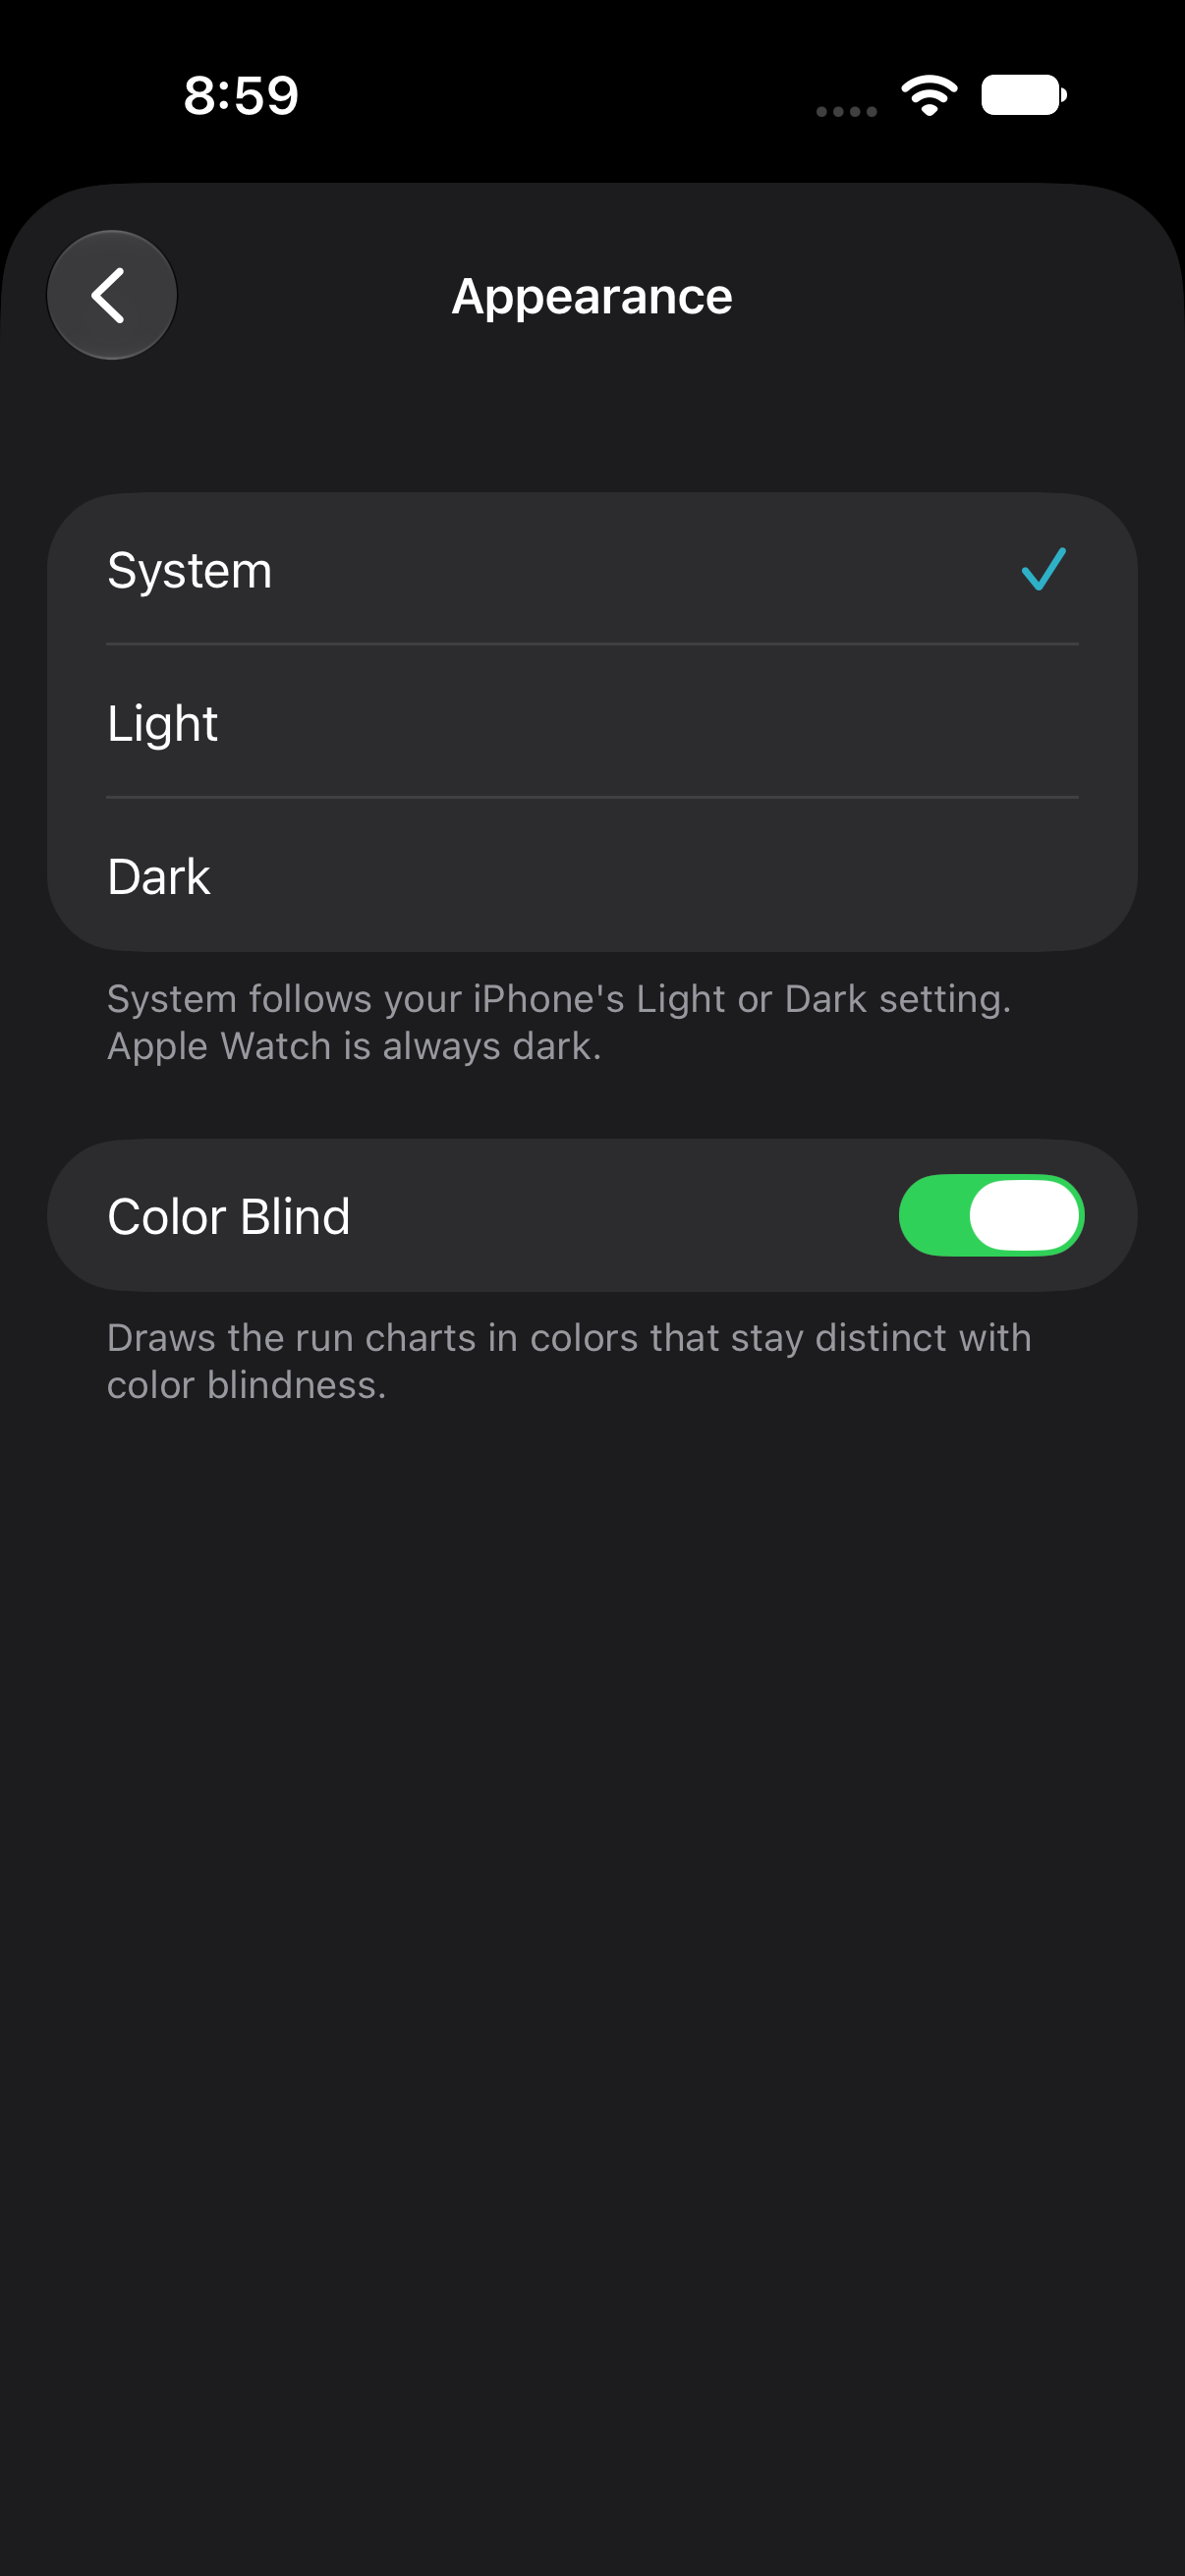 8:59
Appearance
System
Light
Dark
System follows your iPhone's Light or Dark setting.
Apple Watch is always dark.
Color Blind
Draws the run charts in colors that stay distinct with
color blindness.